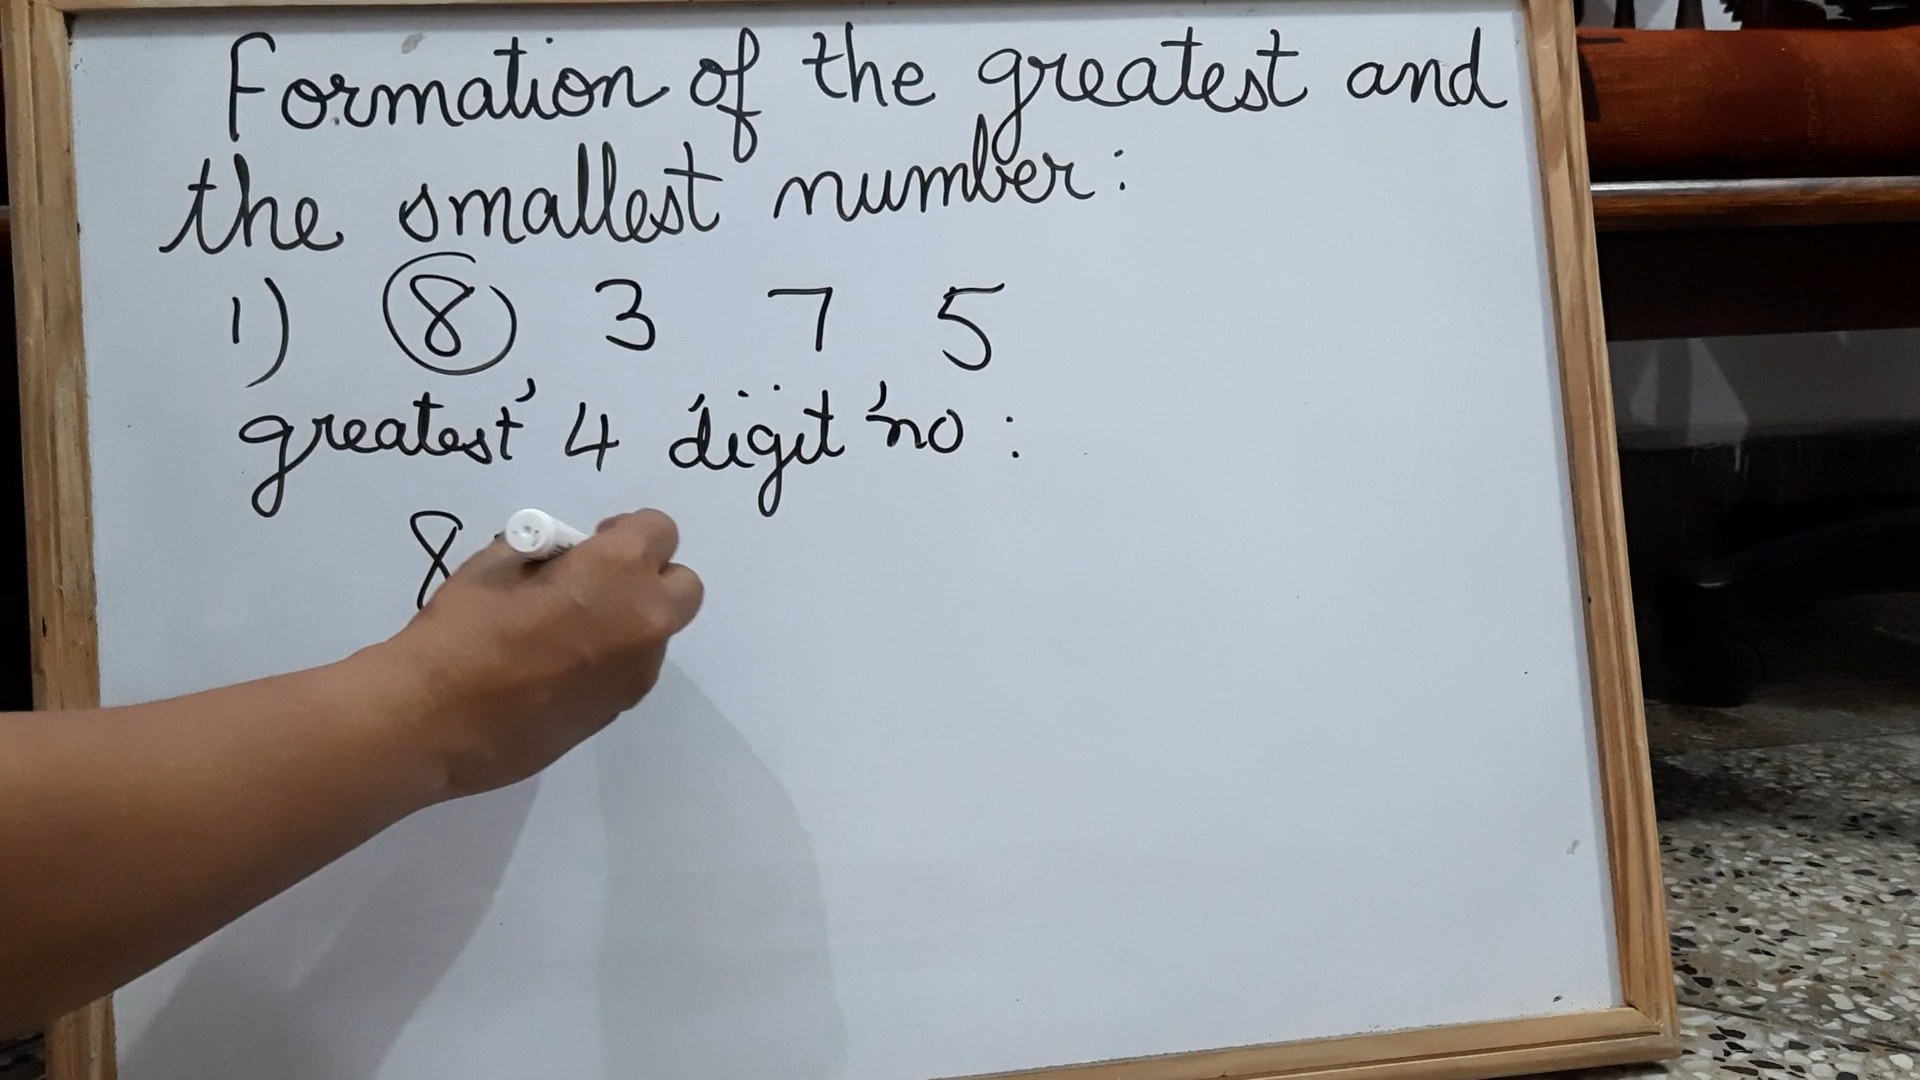 Formation of the greatest and
the smallest number:
1) 8 3 7 5
greatest 4 digit no:
8